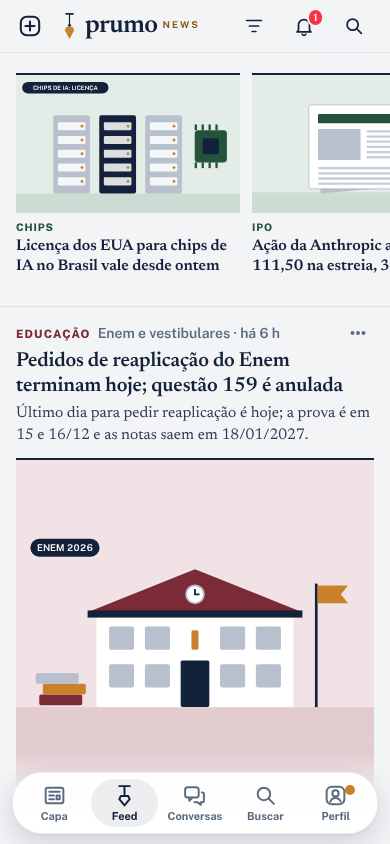 prumo NEWS
1
CHIPS DE IA: LICENÇA
CHIPS
Licença dos EUA para chips de
IA no Brasil vale desde ontem
IPO
Ação da Anthropic
111,50 na estreia,
EDUCAÇÃO Enem e vestibulares · há 6 h
Pedidos de reaplicação do Enem
terminam hoje; questão 159 é anulada
Último dia para pedir reaplicação é hoje; a prova é em
15 e 16/12 e as notas saem em 18/01/2027.
ENEM 2026
Capa
Feed
Conversas
Buscar
Perfil